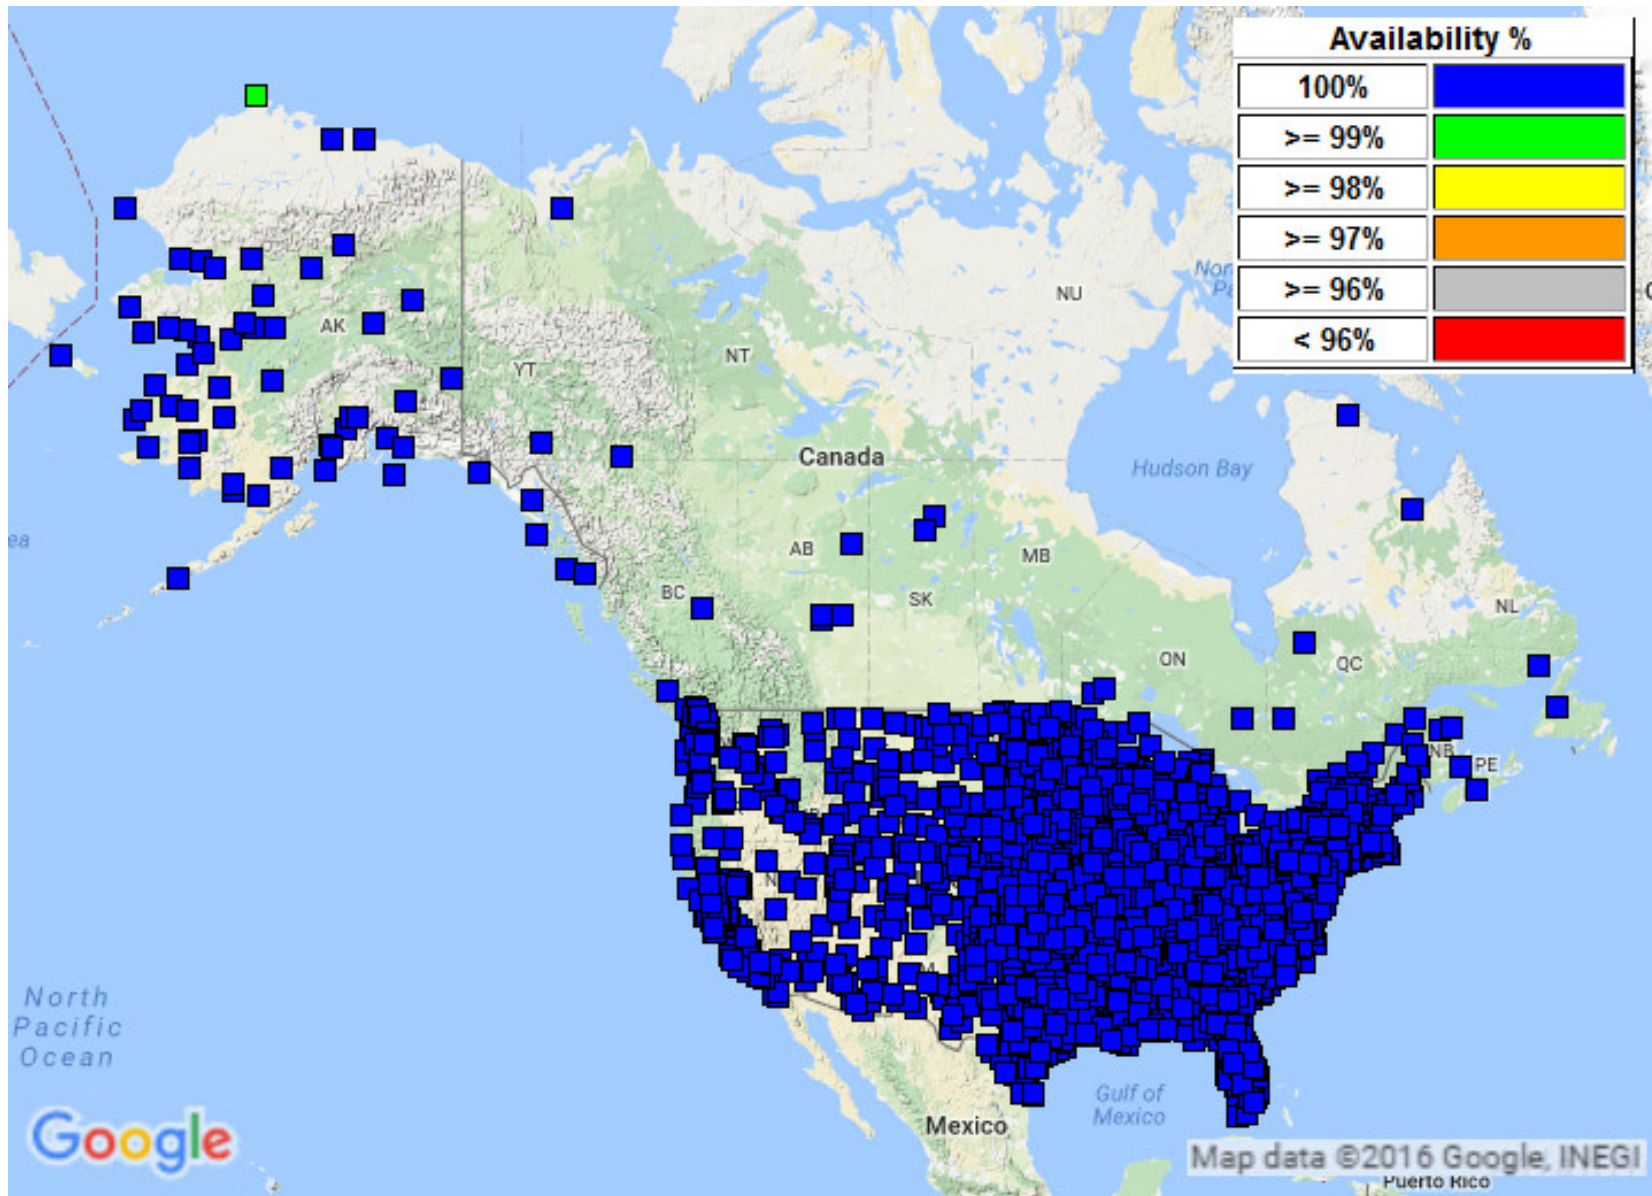 Availability %
100%
>= 99%
>= 98%
>= 97%
>= 96%
< 96%
NU
AK
NT
YT
Canada
Hudson Bay
AB
MB
BC
SK
NL
ON
QC
NB
PE
North
Pacific
Ocean
Gulf of
Mexico
Mexico
Google
Map data ©2016 Google, INEGI
Puerto Rico